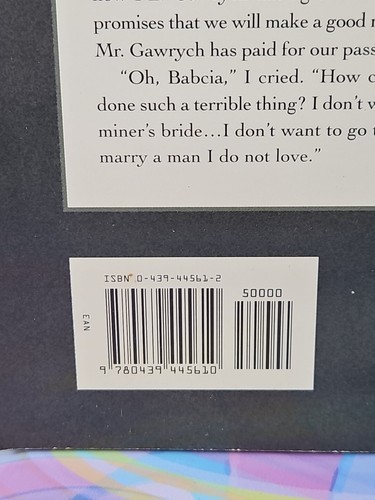 promises that we will make a good
Mr. Gawrych has paid for our pass
"Oh, Babcia," I cried. "How c
done such a terrible thing? I don't w
miner's bride...I don't want to go t
marry a man I do not love."
ISBN 0-439-44561-2
50000
EAN
9 780439 445610